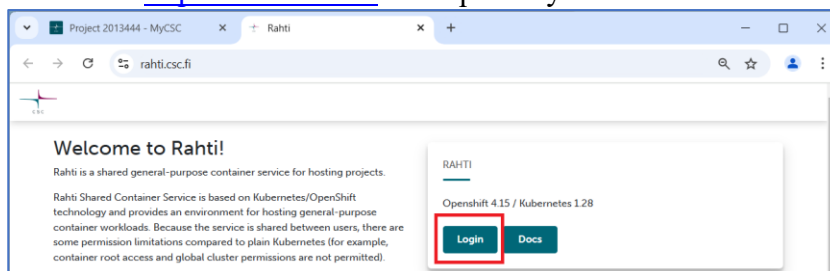 Project 2013444 - MyCSC
Rahti
rahti.csc.fi
CSC
Welcome to Rahti!
Rahti is a shared general-purpose container service for hosting projects.
Rahti Shared Container Service is based on Kubernetes/OpenShift
technology and provides an environment for hosting general-purpose
container workloads. Because the service is shared between users, there are
some permission limitations compared to plain Kubernetes (for example,
container root access and global cluster permissions are not permitted).
RAHTI
Openshift 4.15 / Kubernetes 1.28
Login Docs